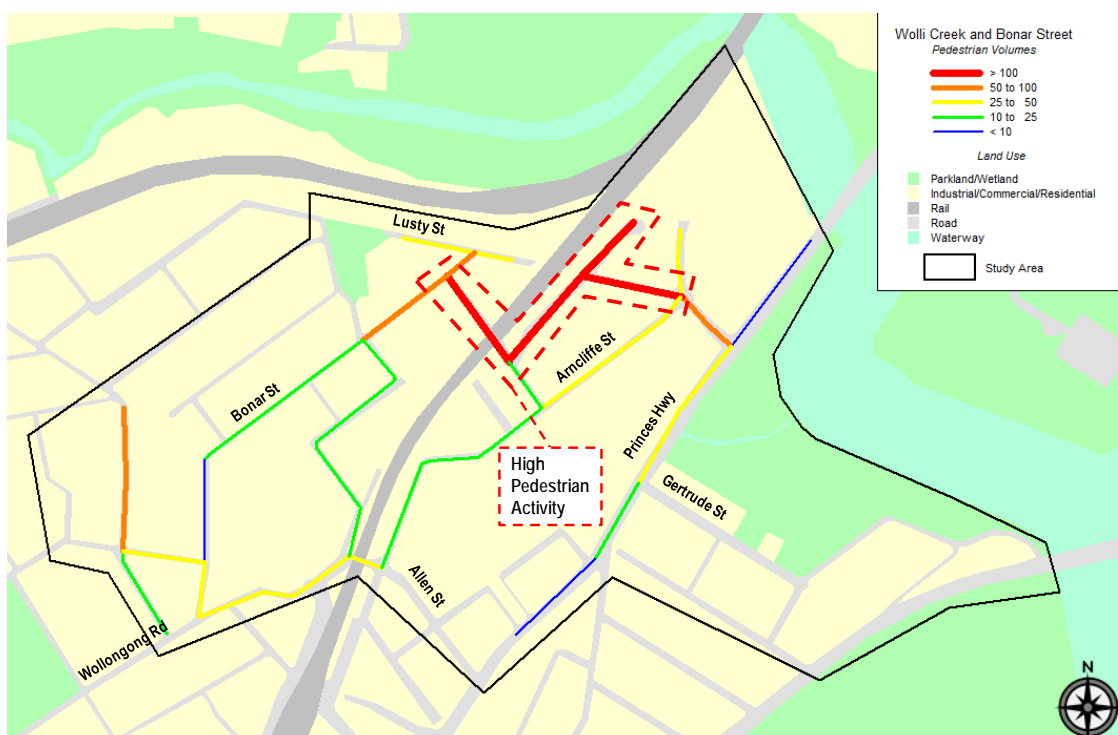 Wolli Creek and Bonar Street
Pedestrian Volumes
> 100
50 to 100
25 to 50
10 to 25
< 10
Land Use
Parkland/Wetland
Industrial/Commercial/Residential
Rail
Road
Waterway
Study Area
Lusty St
Arncliffe St
Bonar St
Princes Hwy
High
Pedestrian
Activity
Gertrude St
Allen St
Wollongong Rd
N